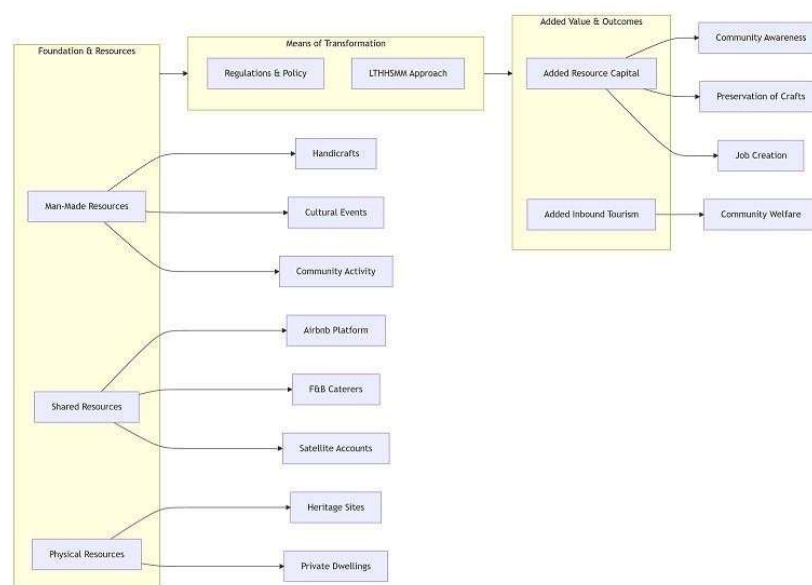 Foundation & Resources
Man-Made Resources
Shared Resources
Physical Resources
Handicrafts
Cultural Events
Community Activity
Airbnb Platform
F&B Caterers
Satellite Accounts
Heritage Sites
Private Dwellings
Means of Transformation
Regulations & Policy
LTHHSMM Approach
Added Value & Outcomes
Added Resource Capital
Added Inbound Tourism
Community Awareness
Preservation of Crafts
Job Creation
Community Welfare